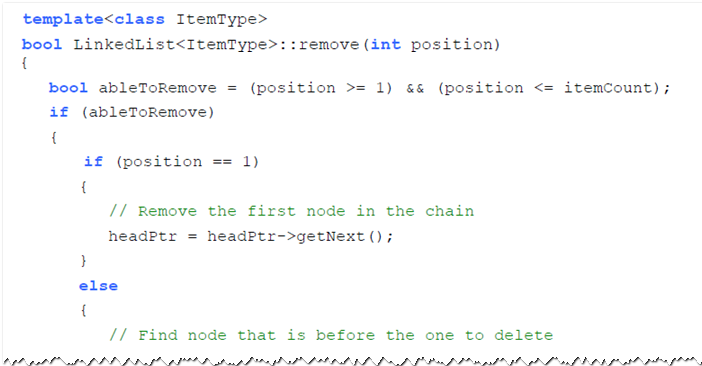 template<class ItemType>
bool LinkedList<ItemType>::remove(int position)
{
bool ableToRemove = (position >= 1) && (position <= itemCount);
if (ableToRemove)
{
if (position == 1)
{
// Remove the first node in the chain
headPtr = headPtr->getNext();
}
else
{
// Find node that is before the one to delete